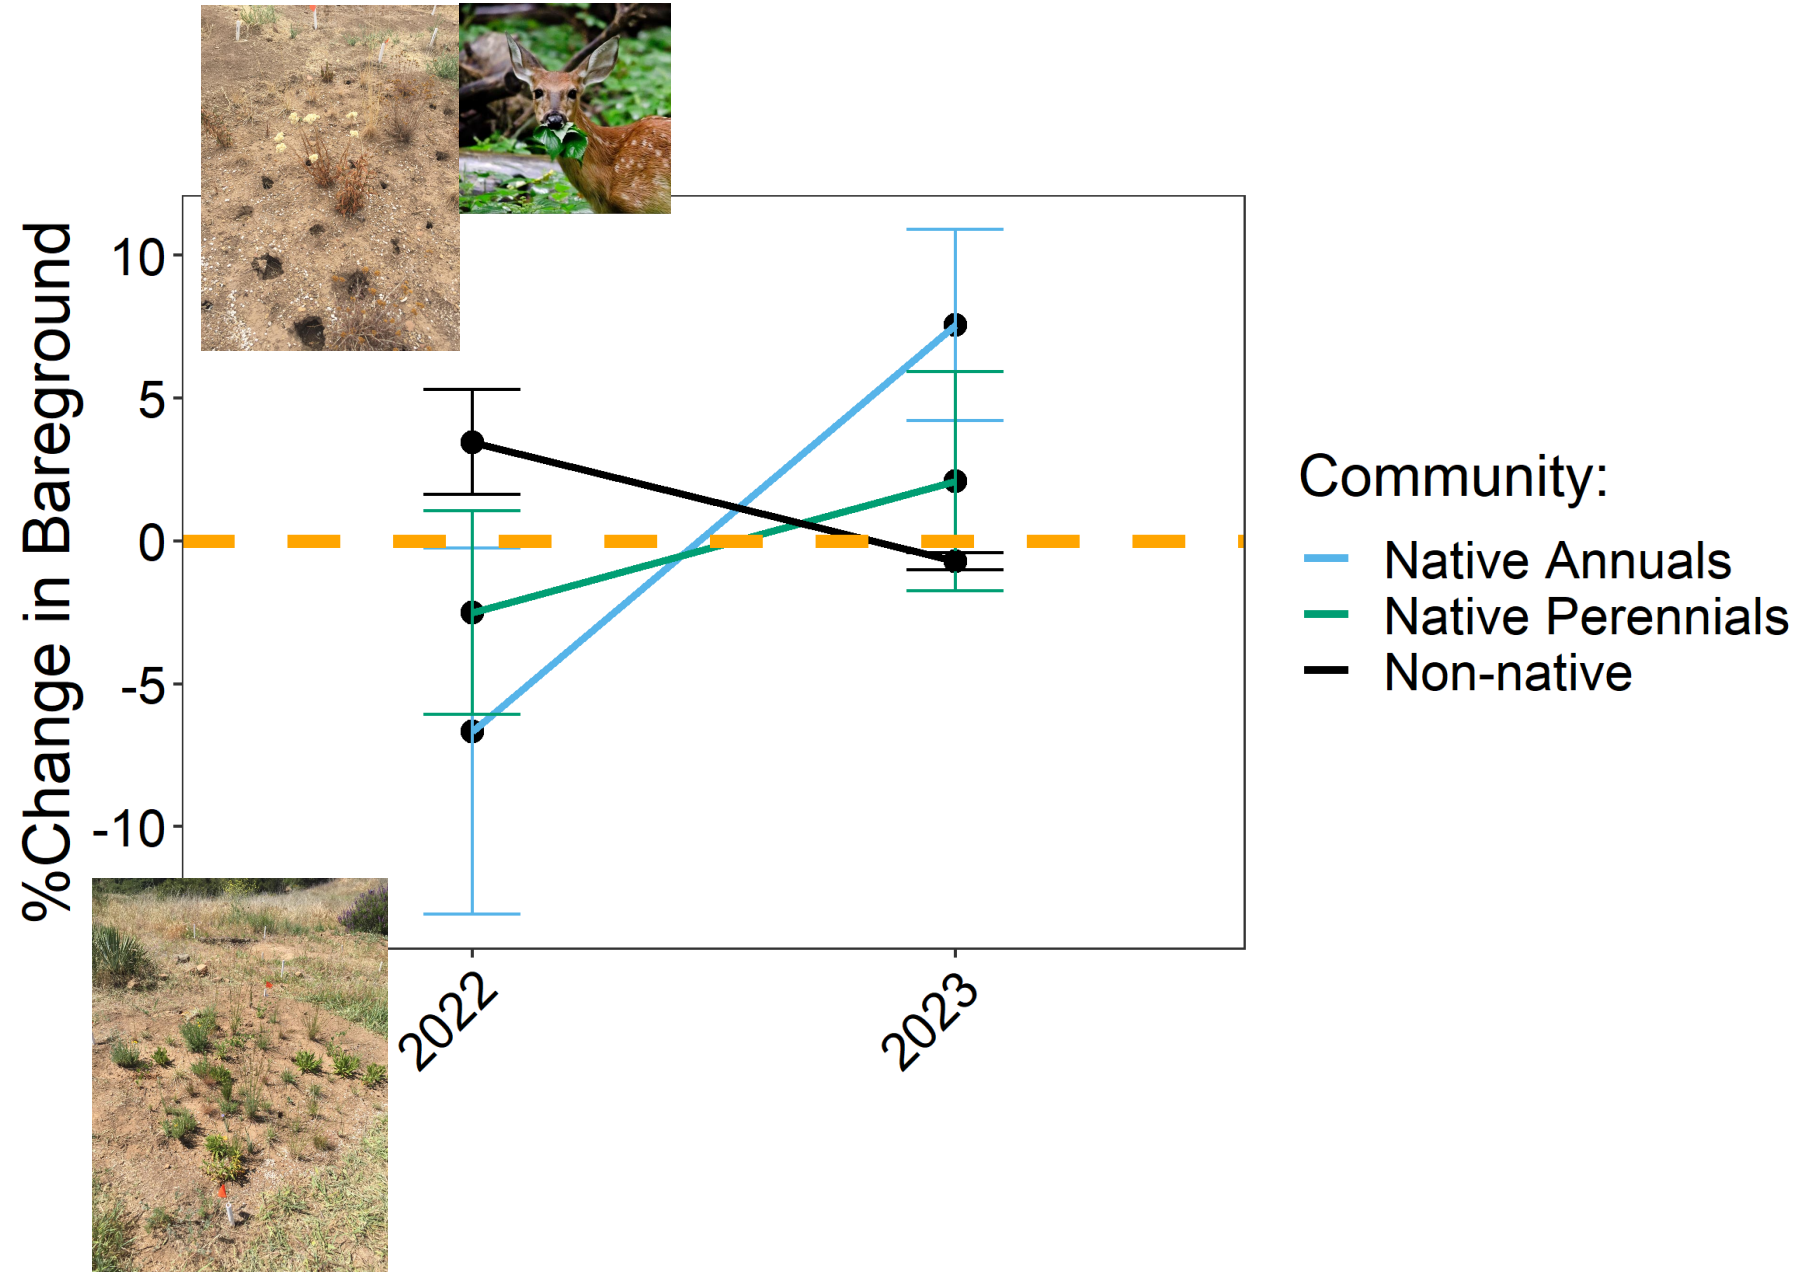 %Change in Bareground
10
5
0
-5
-10
2022
2023
Community:
Native Annuals
Native Perennials
Non-native